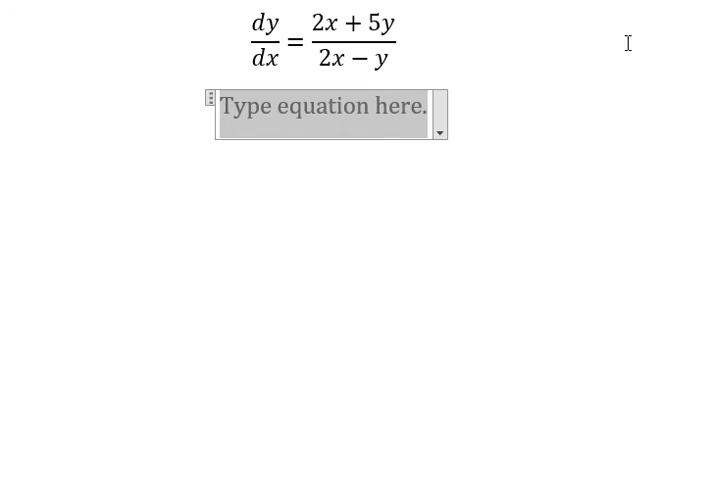 dy/dx = (2x + 5y)/(2x − y)
Type equation here.